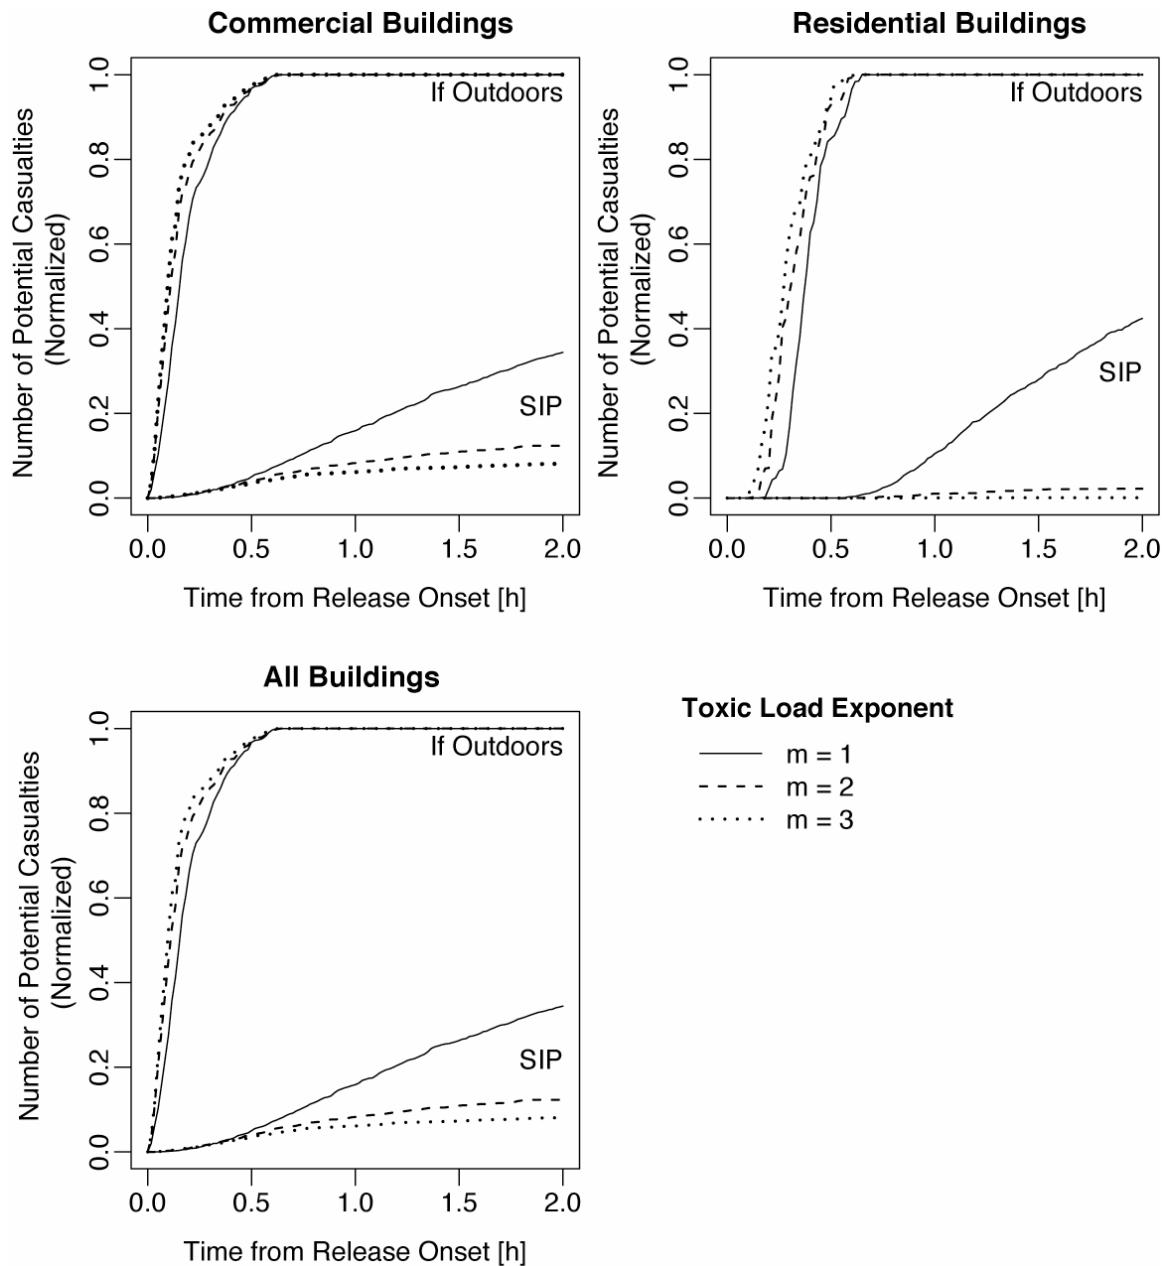 Commercial Buildings
Number of Potential Casualties
(Normalized)
1.0
0.8
0.6
0.4
0.2
0.0
If Outdoors
SIP
0.0 0.5 1.0 1.5 2.0
Time from Release Onset [h]
Residential Buildings
Number of Potential Casualties
(Normalized)
1.0
0.8
0.6
0.4
0.2
0.0
If Outdoors
SIP
0.0 0.5 1.0 1.5 2.0
Time from Release Onset [h]
All Buildings
Number of Potential Casualties
(Normalized)
1.0
0.8
0.6
0.4
0.2
0.0
If Outdoors
SIP
0.0 0.5 1.0 1.5 2.0
Time from Release Onset [h]
Toxic Load Exponent
m = 1
m = 2
m = 3